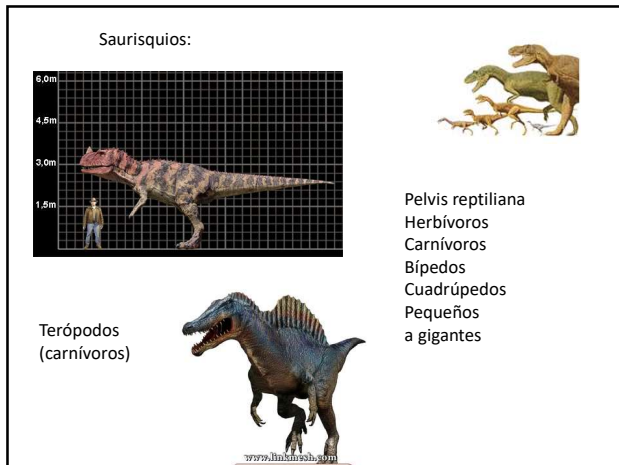 Saurisquios:
6,0m
4,5m
3,0m
1,5m
Pelvis reptiliana
Herbívoros
Carnívoros
Bípedos
Cuadrúpedos
Pequeños
a gigantes
Terópodos
(carnívoros)
www.linkmesh.com